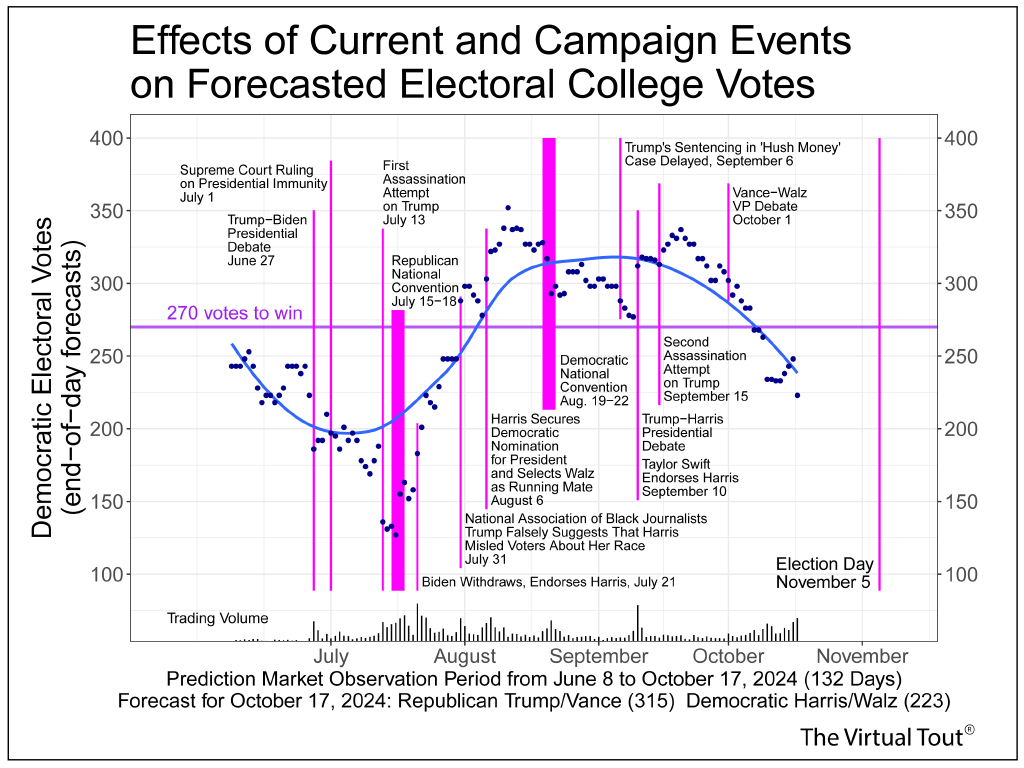 Effects of Current and Campaign Events
on Forecasted Electoral College Votes
Democratic Electoral Votes
(end−of−day forecasts)
400
350
300
250
200
150
100
400
350
300
250
200
150
100
Supreme Court Ruling
on Presidential Immunity
July 1
Trump−Biden
Presidential
Debate
June 27
First
Assassination
Attempt
on Trump
July 13
Republican
National
Convention
July 15−18
270 votes to win
Trump's Sentencing in 'Hush Money'
Case Delayed, September 6
Vance−Walz
VP Debate
October 1
Democratic
National
Convention
Aug. 19−22
Second
Assassination
Attempt
on Trump
September 15
Harris Secures
Democratic
Nomination
for President
and Selects Walz
as Running Mate
August 6
Trump−Harris
Presidential
Debate
Taylor Swift
Endorses Harris
September 10
National Association of Black Journalists
Trump Falsely Suggests That Harris
Misled Voters About Her Race
July 31
Biden Withdraws, Endorses Harris, July 21
Election Day
November 5
Trading Volume
July
August
September
October
November
Prediction Market Observation Period from June 8 to October 17, 2024 (132 Days)
Forecast for October 17, 2024: Republican Trump/Vance (315)  Democratic Harris/Walz (223)
The Virtual Tout®